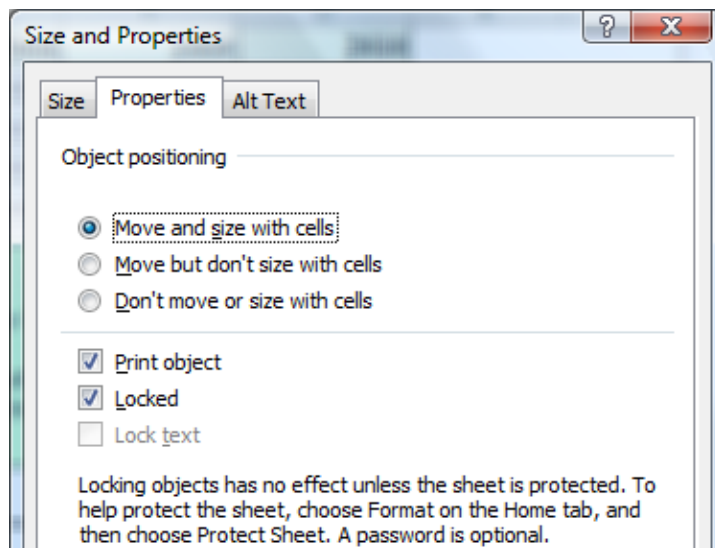 Size and Properties
Size Properties Alt Text
Object positioning
Move and size with cells
Move but don't size with cells
Don't move or size with cells
Print object
Locked
Lock text
Locking objects has no effect unless the sheet is protected. To
help protect the sheet, choose Format on the Home tab, and
then choose Protect Sheet. A password is optional.